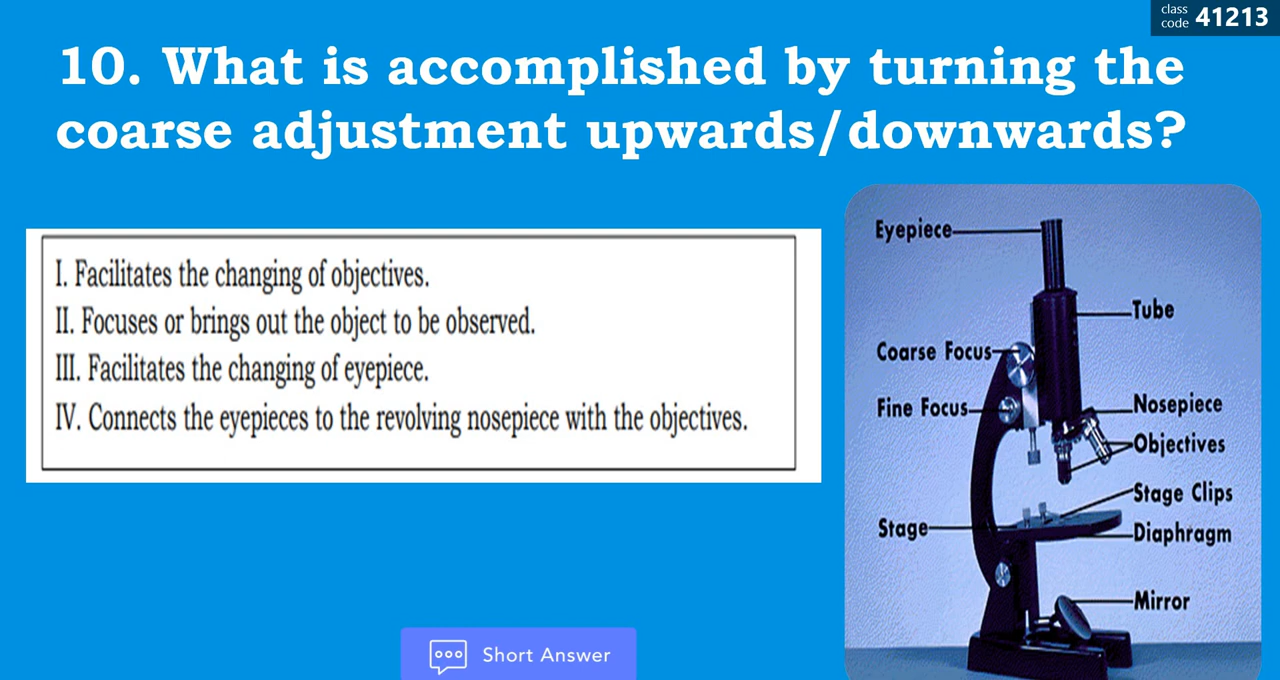 class
code 41213
10. What is accomplished by turning the
coarse adjustment upwards/downwards?
I. Facilitates the changing of objectives.
II. Focuses or brings out the object to be observed.
III. Facilitates the changing of eyepiece.
IV. Connects the eyepieces to the revolving nosepiece with the objectives.
Eyepiece
Tube
Coarse Focus
Fine Focus
Nosepiece
Objectives
Stage Clips
Stage
Diaphragm
Mirror
Short Answer